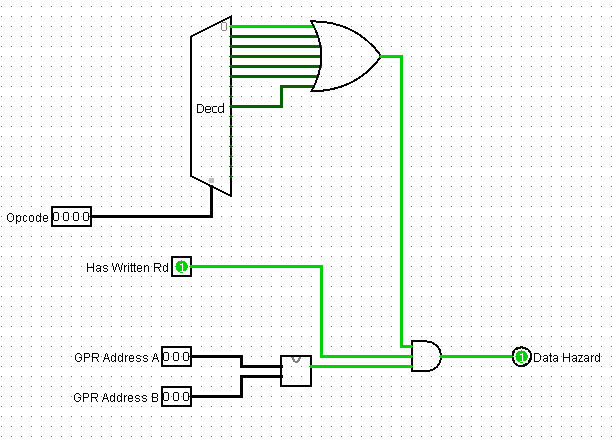 0
Decd
Opcode 0000
Has Written Rd 1
GPR Address A 000
GPR Address B 000
1 Data Hazard